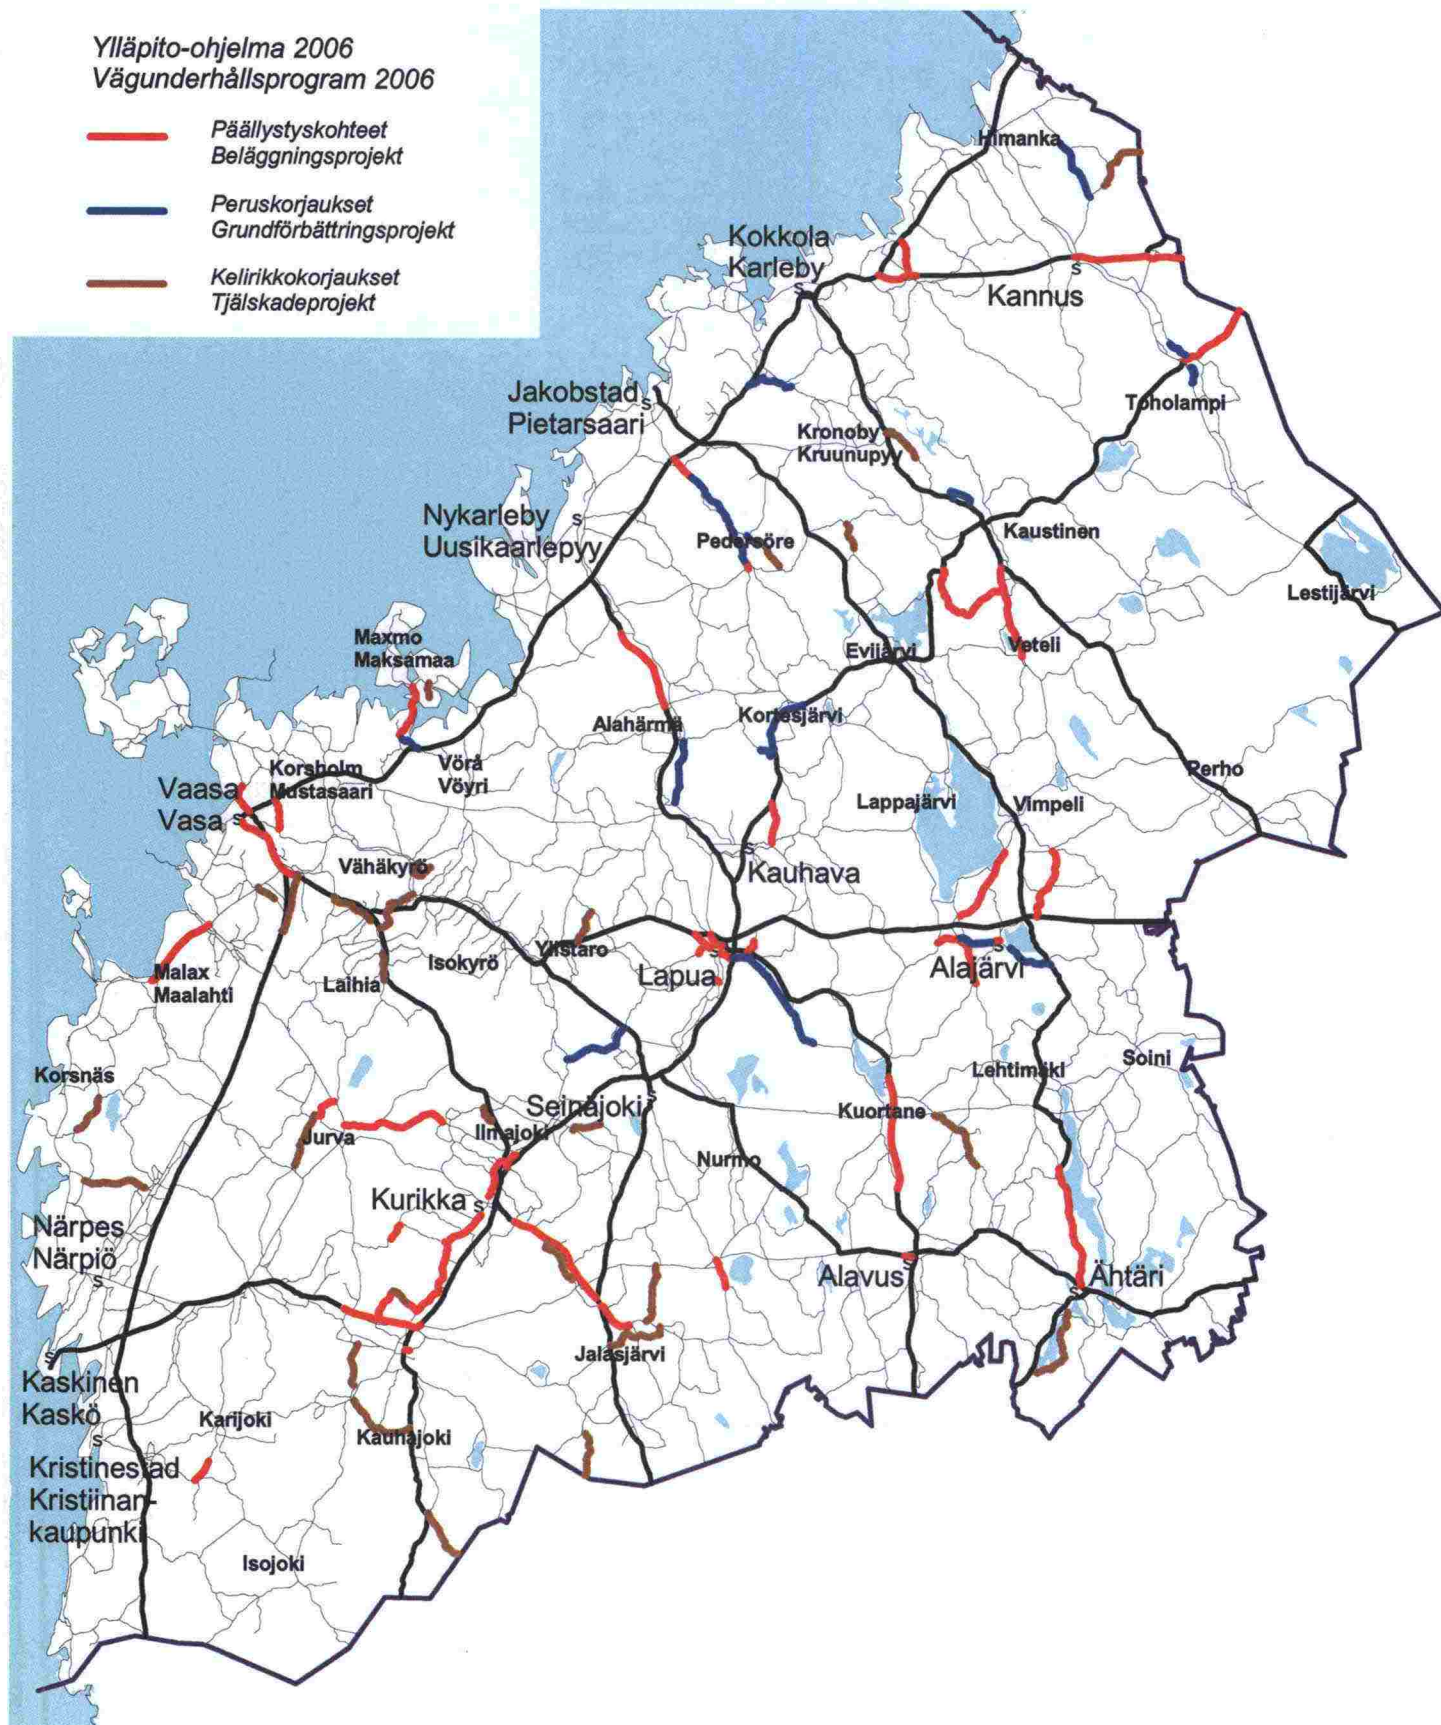 Ylläpito-ohjelma 2006
Vägunderhållsprogram 2006
Päällystyskohteet
Beläggningsprojekt
Peruskorjaukset
Grundförbättringsprojekt
Kelirikkokorjaukset
Tjälskadeprojekt
Himanka
Kokkola
Karleby
S
Kannus
S
Jakobstad
Pietarsaari
S
Toholampi
Kronoby
Kruunupyy
Nykarleby
Uusikaarlepyy
S
Pedersöre
Kaustinen
Lestijärvi
Maxmo
Maksamaa
Evijärvi
Veteli
Alahärmä
Kortesjärvi
Vörå
Vöyri
Korsholm
Mustasaari
Perho
Vaasa
Vasa
S
Lappajärvi
Vimpeli
Vähäkyrö
Kauhava
S
Ylistaro
Isokyrö
Lapua
S
Alajärvi
S
Malax
Maalahti
Laihia
Korsnäs
Soini
Lehtimäki
Seinäjoki
S
Kuortane
Jurva
Ilmajoki
Nurmo
Kurikka
S
Närpes
Närpiö
S
Alavus
S
Ähtäri
S
Jalasjärvi
Kaskinen
Kaskö
S
Karijoki
Kauhajoki
S
Kristinestad
Kristiinan-
kaupunki
Isojoki